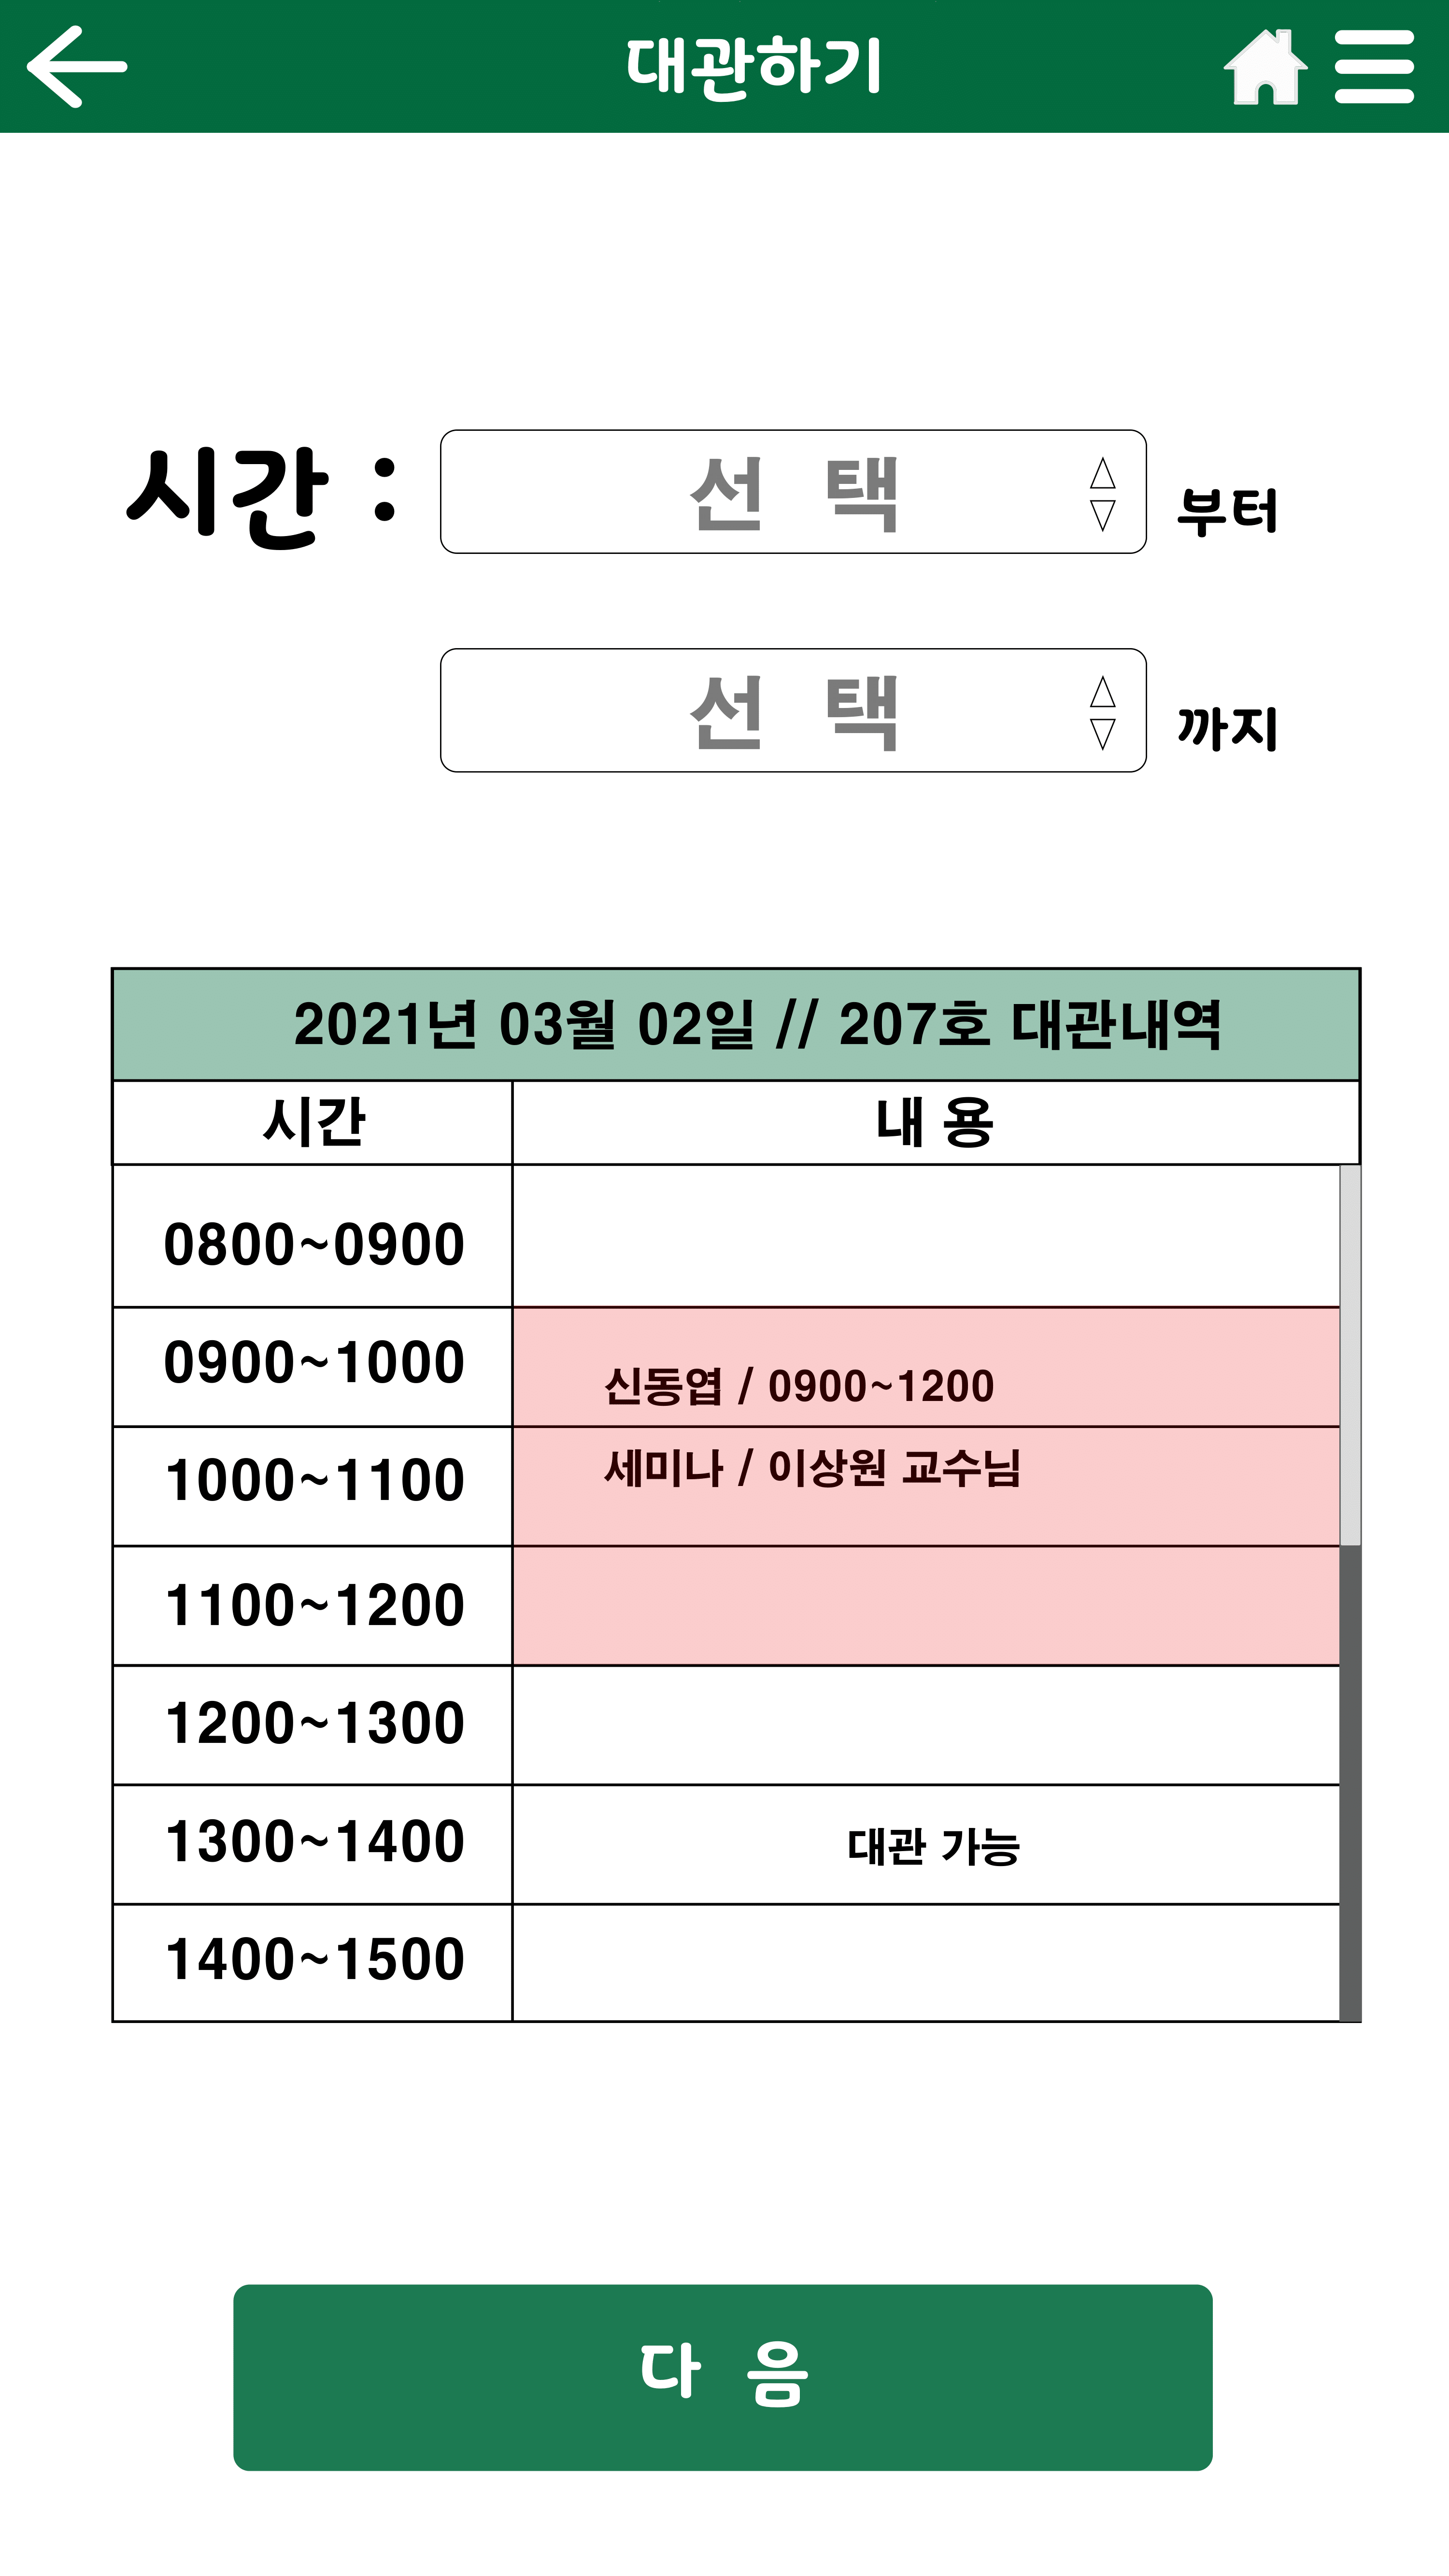 대관하기
시간 : 선 택 부터
선 택 까지
2021년 03월 02일 // 207호 대관내역
시간 내 용
0800~0900
0900~1000 신동엽 / 0900~1200
1000~1100 세미나 / 이상원 교수님
1100~1200
1200~1300
1300~1400 대관 가능
1400~1500
다 음